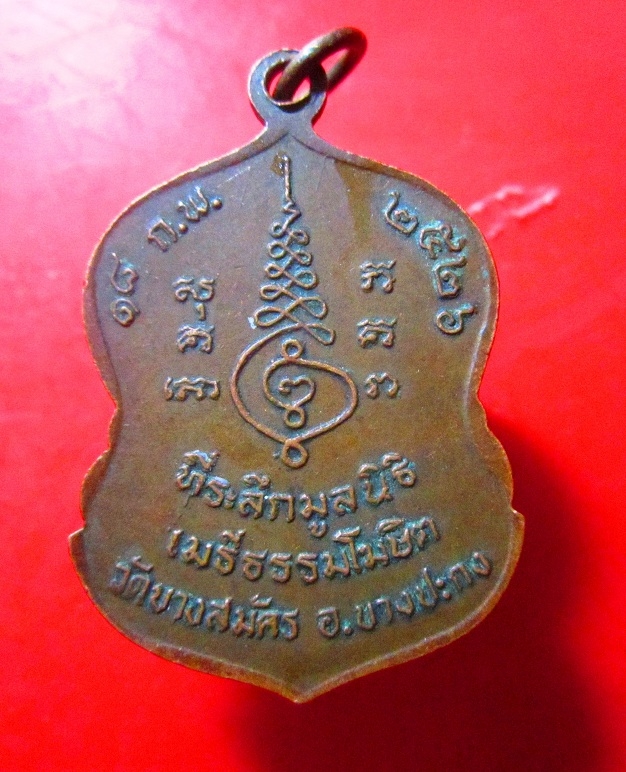 ๑๘ ก.พ. ๒๕๒๖
ที่ระลึกมูลนิธิ
เมธีธรรมโฆษิต
วัดบางสมัคร อ.บางปะกง